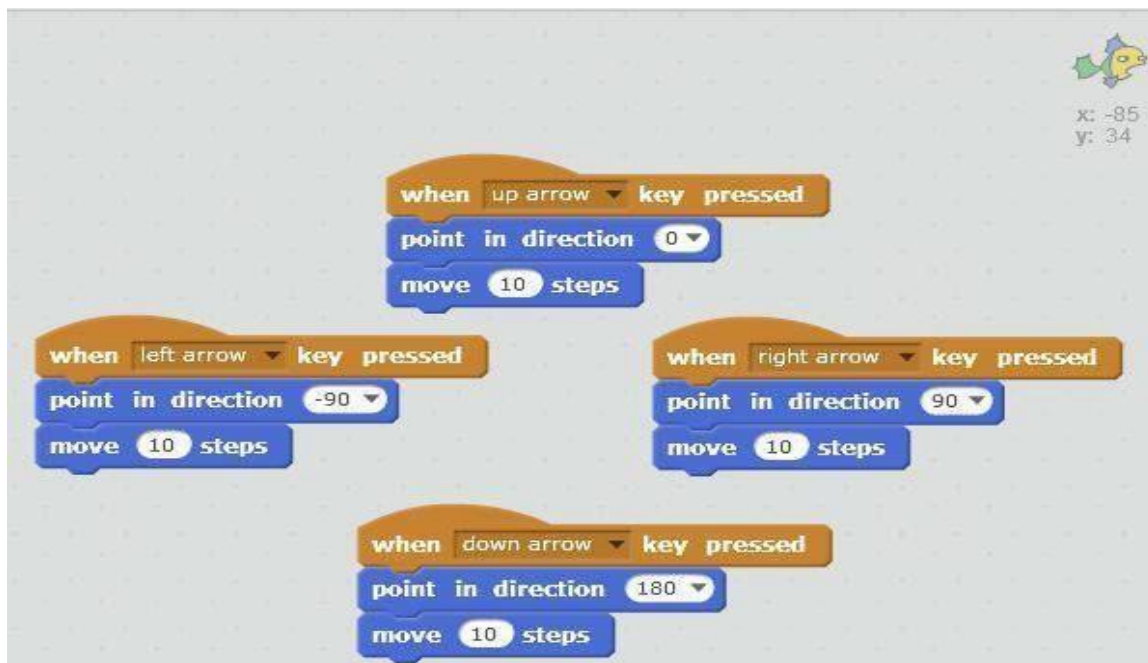 x: -85
y: 34
when up arrow key pressed
point in direction 0
move 10 steps
when left arrow key pressed
point in direction -90
move 10 steps
when right arrow key pressed
point in direction 90
move 10 steps
when down arrow key pressed
point in direction 180
move 10 steps